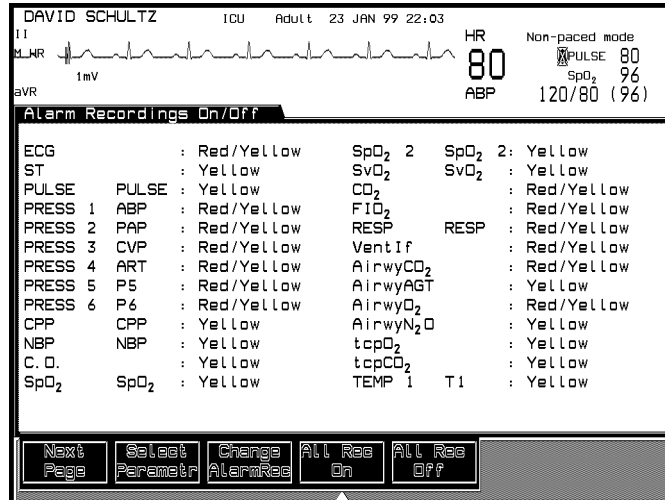 DAVID SCHULTZ ICU Adult 23 JAN 99 22:03
II HR Non-paced mode
M_HR 80 PULSE 80
1mV SpO₂ 96
aVR ABP 120/80 (96)
Alarm Recordings On/Off
ECG : Red/Yellow SpO₂ 2 SpO₂ 2: Yellow
ST : Yellow SvO₂ SvO₂ : Yellow
PULSE PULSE : Yellow CO₂ : Red/Yellow
PRESS 1 ABP : Red/Yellow FIO₂ : Red/Yellow
PRESS 2 PAP : Red/Yellow RESP RESP : Red/Yellow
PRESS 3 CVP : Red/Yellow VentIf : Red/Yellow
PRESS 4 ART : Red/Yellow AirwyCO₂ : Red/Yellow
PRESS 5 P5 : Red/Yellow AirwyAGT : Yellow
PRESS 6 P6 : Red/Yellow AirwyO₂ : Red/Yellow
CPP CPP : Yellow AirwyN₂O : Yellow
NBP NBP : Yellow tcpO₂ : Yellow
C.O. : Yellow tcpCO₂ : Yellow
SpO₂ SpO₂ : Yellow TEMP 1 T1 : Yellow
Next Page Select Parametr Change AlarmRec All Rec On All Rec Off